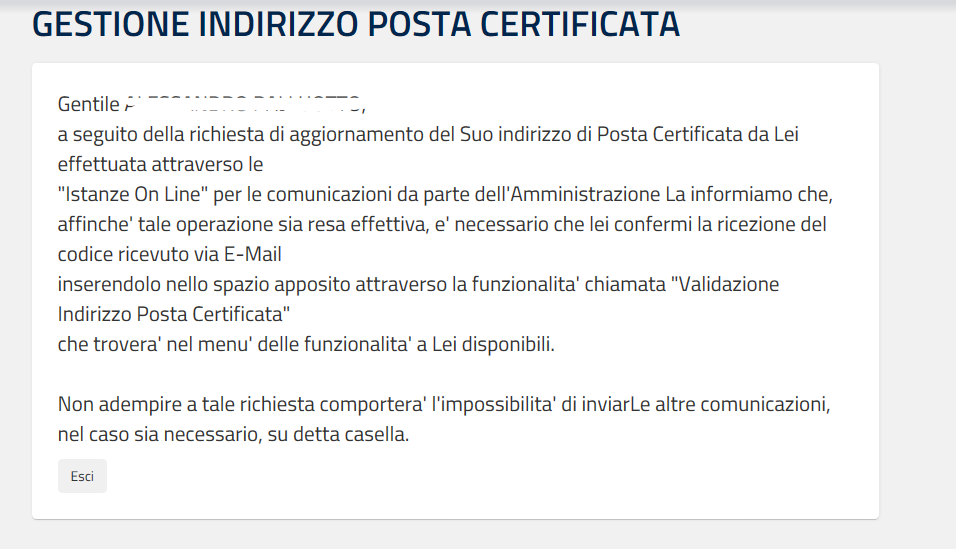 GESTIONE INDIRIZZO POSTA CERTIFICATA
Gentile
a seguito della richiesta di aggiornamento del Suo indirizzo di Posta Certificata da Lei
effettuata attraverso le
"Istanze On Line" per le comunicazioni da parte dell'Amministrazione La informiamo che,
affinche' tale operazione sia resa effettiva, e' necessario che lei confermi la ricezione del
codice ricevuto via E-Mail
inserendolo nello spazio apposito attraverso la funzionalita' chiamata "Validazione
Indirizzo Posta Certificata"
che trovera' nel menu' delle funzionalita' a Lei disponibili.
Non adempire a tale richiesta comportera' l'impossibilita' di inviarLe altre comunicazioni,
nel caso sia necessario, su detta casella.
Esci